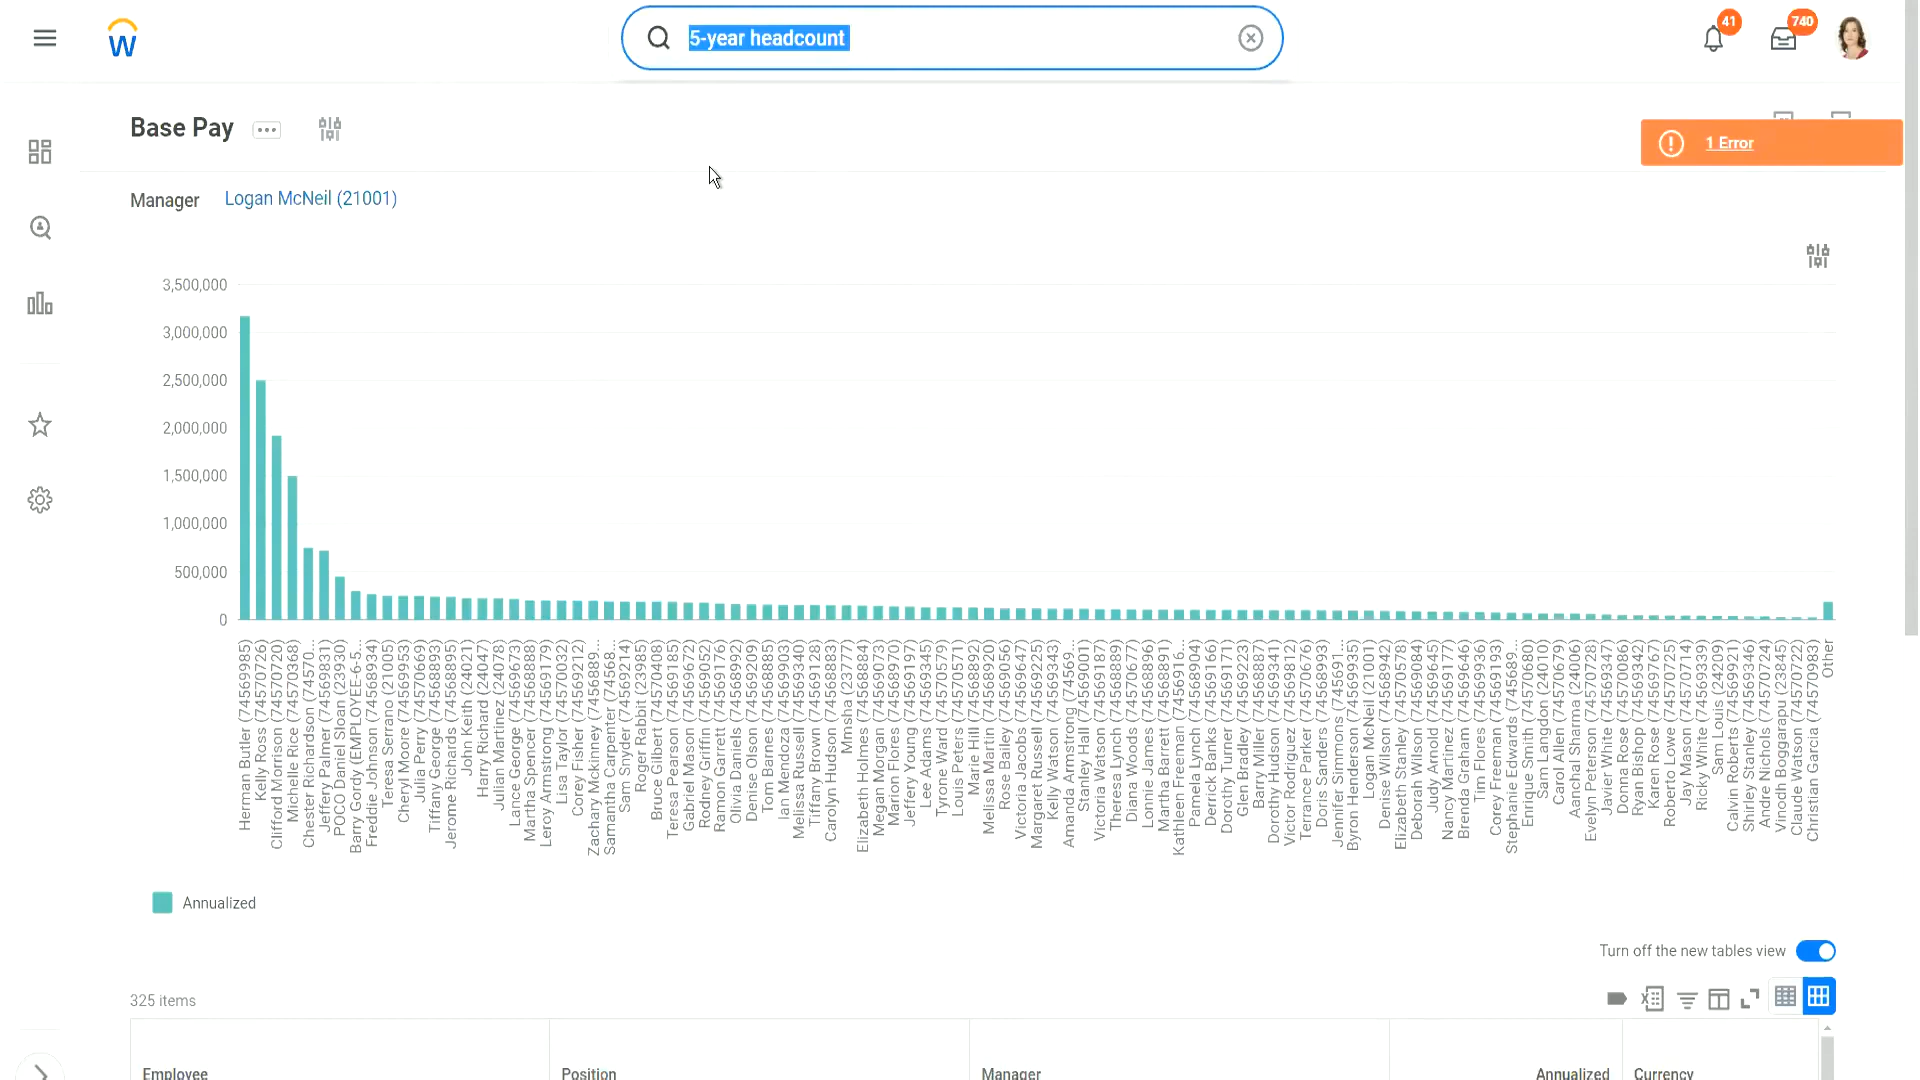 W
5-year headcount
41
740
Base Pay
1 Error
Manager
Logan McNeil (21001)
3,500,000
3,000,000
2,500,000
2,000,000
1,500,000
1,000,000
500,000
0
Herman Butler (74569985)
Kelly Ross (74570726)
Clifford Morrison (74570720)
Michelle Rice (74570368)
Chester Richardson (74570...
Jeffery Palmer (74569831)
POCO Daniel Sloan (23930)
Barry Gordy (EMPLOYEE-6-5...
Freddie Johnson (74568934)
Teresa Serrano (21005)
Cheryl Moore (74569953)
Julia Perry (74570669)
Tiffany George (74568893)
Jerome Richards (74568895)
John Keith (24021)
Harry Richard (24047)
Julian Martinez (24078)
Lance George (74569673)
Martha Spencer (74568888)
Leroy Armstrong (74569179)
Lisa Taylor (74570032)
Corey Fisher (74569212)
Zachary Mckinney (74568889...
Samantha Carpenter (74568...
Sam Snyder (74569214)
Roger Rabbit (23985)
Bruce Gilbert (74570408)
Teresa Pearson (74569185)
Gabriel Mason (74569672)
Rodney Griffin (74569052)
Ramon Garrett (74569176)
Olivia Daniels (74568992)
Denise Olson (74569209)
Tom Barnes (74568885)
Ian Mendoza (74569903)
Melissa Russell (74569340)
Tiffany Brown (74569128)
Carolyn Hudson (74568883)
Mmsha (23777)
Elizabeth Holmes (74568884)
Megan Morgan (74569073)
Marion Flores (74568970)
Jeffery Young (74569197)
Lee Adams (74569345)
Tyrone Ward (74570579)
Louis Peters (74570571)
Marie Hill (74568892)
Melissa Martin (74568920)
Rose Bailey (74569056)
Victoria Jacobs (74569647)
Margaret Russell (74569225)
Kelly Watson (74569343)
Amanda Armstrong (74569...
Stanley Hall (74569001)
Victoria Watson (74569187)
Theresa Lynch (74568889)
Diana Woods (74570677)
Lonnie James (74568896)
Martha Barrett (74568891)
Kathleen Freeman (7456916...
Pamela Lynch (74568904)
Derrick Banks (74569166)
Dorothy Turner (74569171)
Glen Bradley (74569223)
Barry Miller (74568887)
Dorothy Hudson (74569341)
Victor Rodriguez (74569812)
Terrance Parker (74570676)
Doris Sanders (74568993)
Jennifer Simmons (745691...
Byron Henderson (74569935)
Logan McNeil (21001)
Denise Wilson (74568942)
Elizabeth Stanley (74570578)
Deborah Wilson (74569084)
Judy Arnold (74569645)
Nancy Martinez (74569177)
Brenda Graham (74569646)
Tim Flores (74569936)
Corey Freeman (74569193)
Stephanie Edwards (745689...
Enrique Smith (74570680)
Sam Langdon (24010)
Carol Allen (74570679)
Aanchal Sharma (24006)
Evelyn Peterson (74570728)
Javier White (74569347)
Donna Rose (74570086)
Ryan Bishop (74569342)
Karen Rose (74569767)
Roberto Lowe (74570725)
Jay Mason (74570714)
Ricky White (74569339)
Sam Louis (24209)
Calvin Roberts (74569921)
Shirley Stanley (74569346)
Andre Nichols (74570724)
Vinodh Boggarapu (23845)
Claude Watson (74570722)
Christian Garcia (74570983)
Other
Annualized
Turn off the new tables view
325 items
Employee
Position
Manager
Annualized
Currency